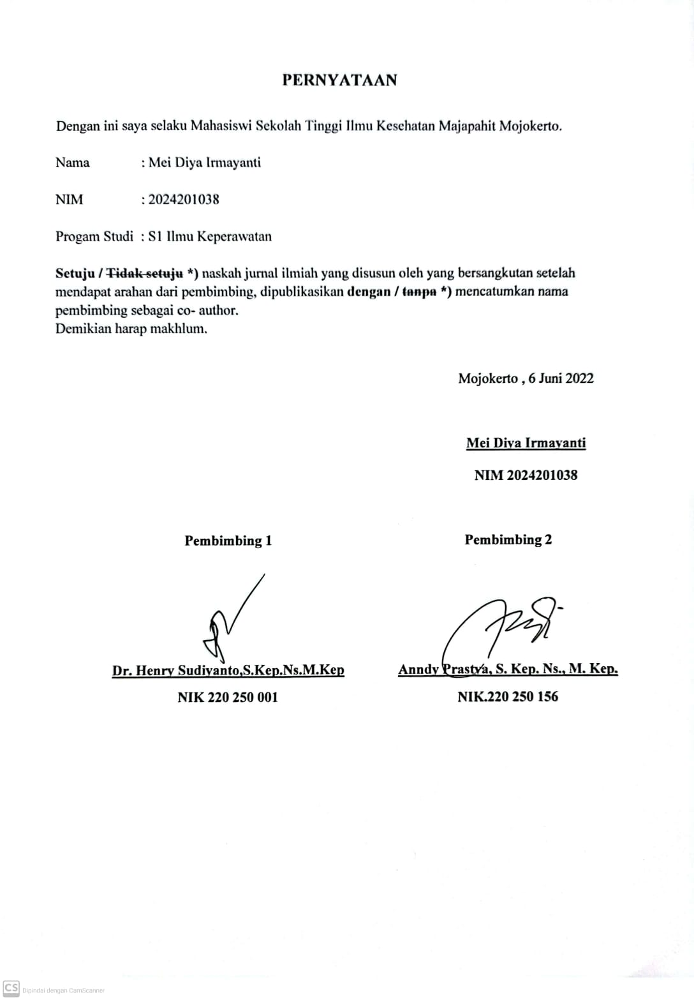 PERNYATAAN
Dengan ini saya selaku Mahasiswi Sekolah Tinggi Ilmu Kesehatan Majapahit Mojokerto.
Nama : Mei Diya Irmayanti
NIM : 2024201038
Progam Studi : S1 Ilmu Keperawatan
Setuju / Tidak setuju *) naskah jurnal ilmiah yang disusun oleh yang bersangkutan setelah
mendapat arahan dari pembimbing, dipublikasikan dengan / tanpa *) mencatumkan nama
pembimbing sebagai co- author.
Demikian harap makhlum.
Mojokerto , 6 Juni 2022
Mei Diya Irmayanti
NIM 2024201038
Pembimbing 1 Pembimbing 2
Dr. Henry Sudiyanto,S.Kep.Ns.M.Kep Anndy Prastya, S. Kep. Ns., M. Kep.
NIK 220 250 001 NIK.220 250 156
CS Dipindai dengan CamScanner